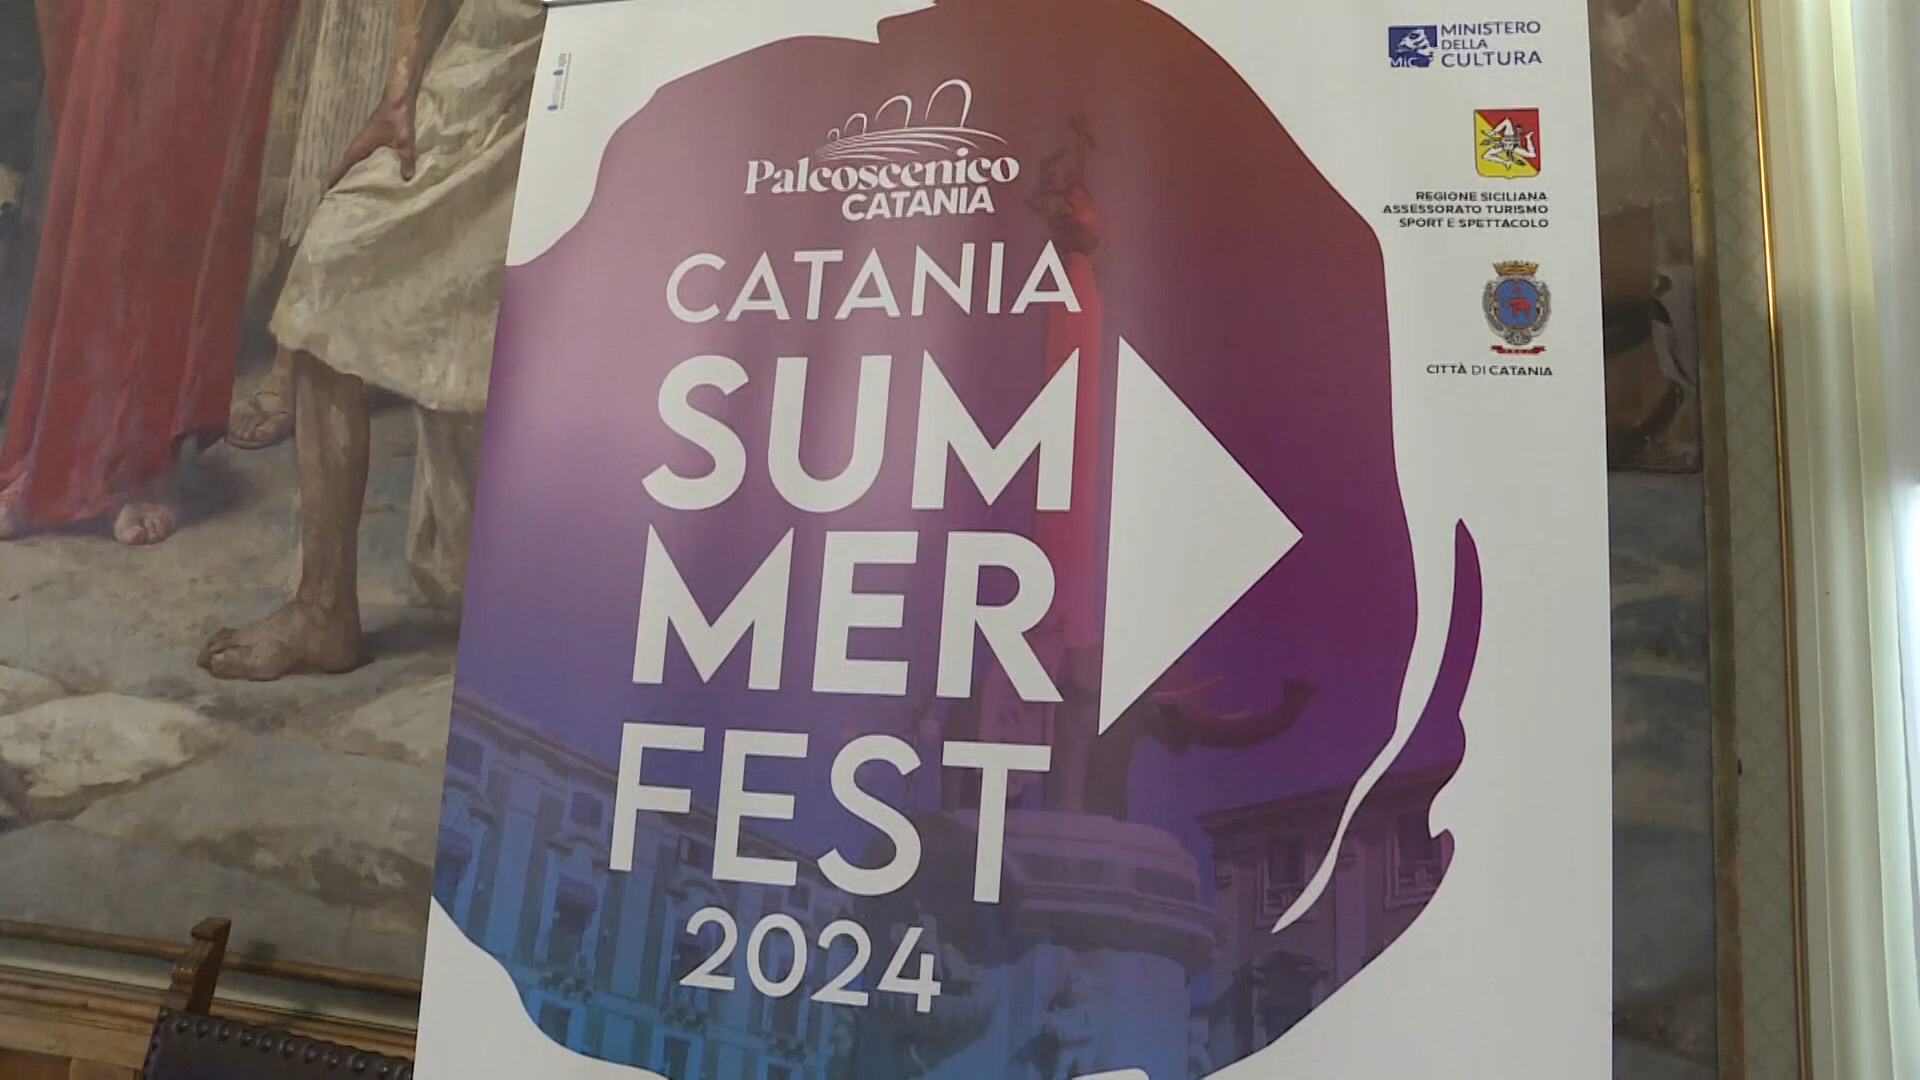 Palcoscenico
CATANIA
CATANIA
SUM
MER
FEST
2024
MINISTERO
DELLA
CULTURA
MiC
REGIONE SICILIANA
ASSESSORATO TURISMO
SPORT E SPETTACOLO
CITTÀ DI CATANIA